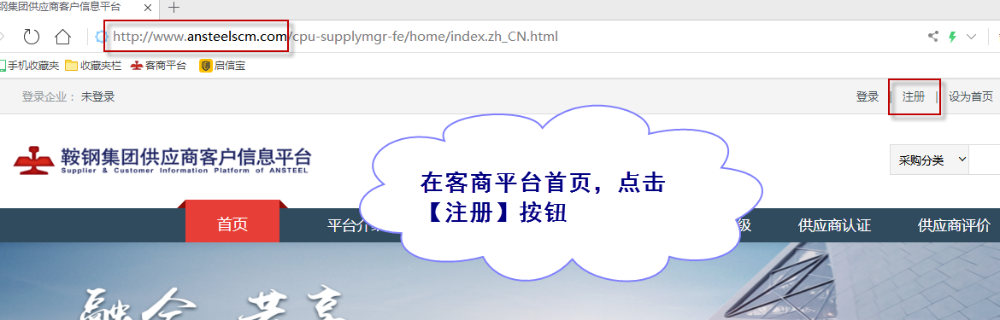 钢集团供应商客户信息平台
http://www.ansteelscm.com/cpu-supplymgr-fe/home/index.zh_CN.html
手机收藏夹 收藏夹栏 客商平台 启信宝
登录企业： 未登录 登录 注册 设为首页
鞍钢集团供应商客户信息平台
Supplier & Customer Information Platform of ANSTEEL
采购分类
在客商平台首页，点击
【注册】按钮
首页 平台介绍 级 供应商认证 供应商评价
融合 共享